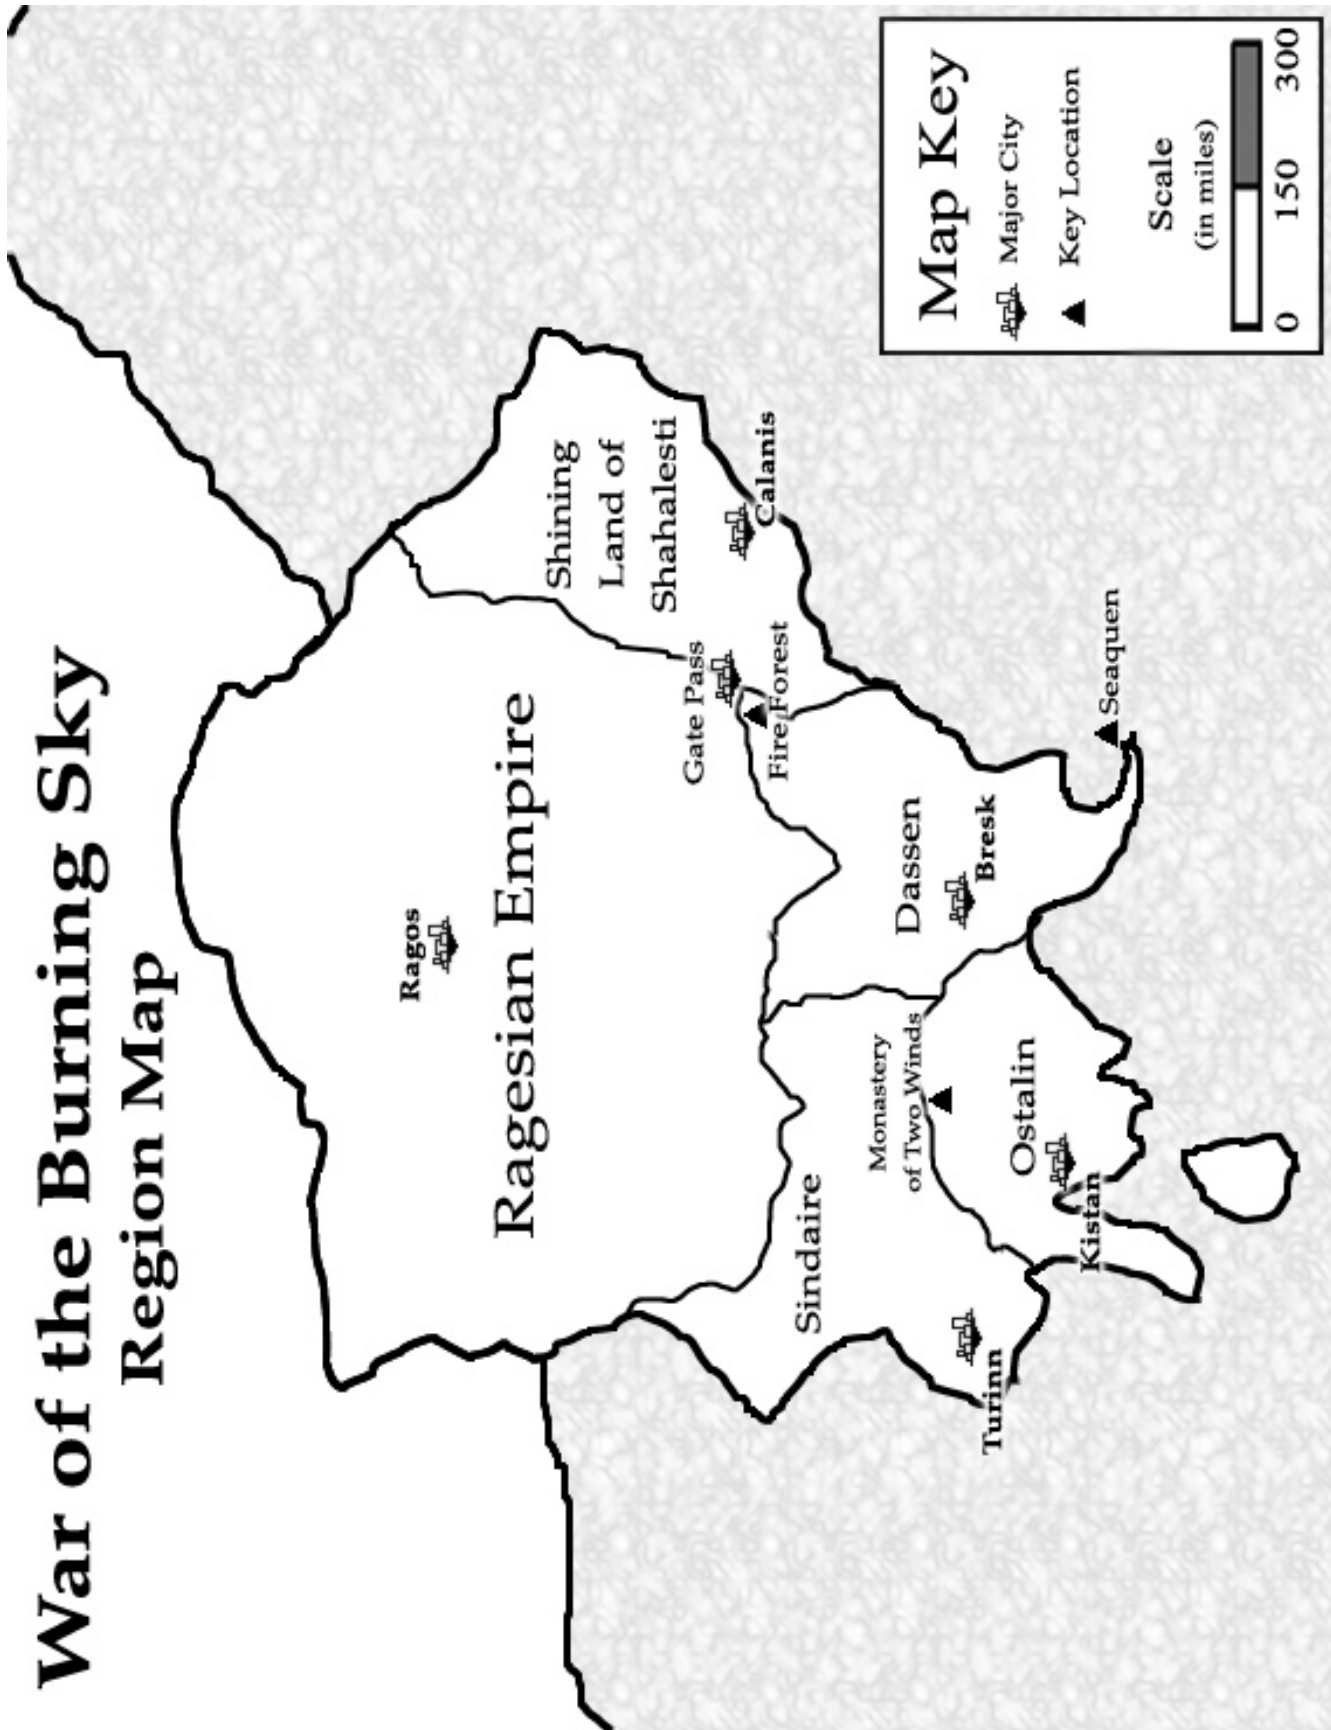 War of the Burning Sky
Region Map
Ragos
Ragesian Empire
Shining
Land of
Shahalesti
Calanis
Gate Pass
Fire Forest
Dassen
Bresk
Seaquen
Monastery
of Two Winds
Sindaire
Ostalin
Kistan
Turinn
Map Key
Major City
Key Location
Scale
(in miles)
0 150 300